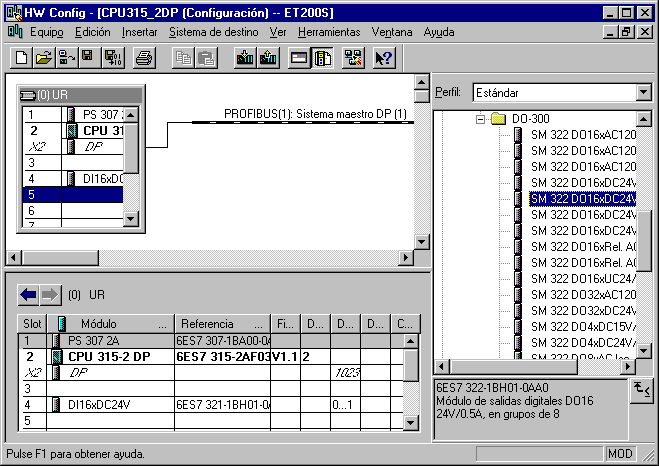 HW Config - [CPU315_2DP (Configuración) -- ET200S]
Equipo Edición Insertar Sistema de destino Ver Herramientas Ventana Ayuda
(0) UR
1 PS 307 2
2 CPU 31
X2 DP
3
4 DI16xDC
5
6
7
PROFIBUS(1): Sistema maestro DP (1)
Perfil: Estándar
DO-300
SM 322 DO16xAC120
SM 322 DO16xAC120
SM 322 DO16xAC120
SM 322 DO16xDC24V
SM 322 DO16xDC24V
SM 322 DO16xDC24V
SM 322 DO16xDC24V
SM 322 DO16xRel. AC
SM 322 DO16xRel. AC
SM 322 DO16xUC24/
SM 322 DO32xAC120
SM 322 DO32xDC24V
SM 322 DO4xDC15V/
SM 322 DO4xDC24V
SM 322 DO8xAC Iso
(0) UR
Slot Módulo ... Referencia ... Fi... D... D... D... C...
1 PS 307 2A 6ES7 307-1BA00-0A
2 CPU 315-2 DP 6ES7 315-2AF03 V1.1 2
X2 DP 1023
3
4 DI16xDC24V 6ES7 321-1BH01-0A 0...1
6ES7 322-1BH01-0AA0
Módulo de salidas digitales DO16
24V/0.5A, en grupos de 8
Pulse F1 para obtener ayuda. MOD